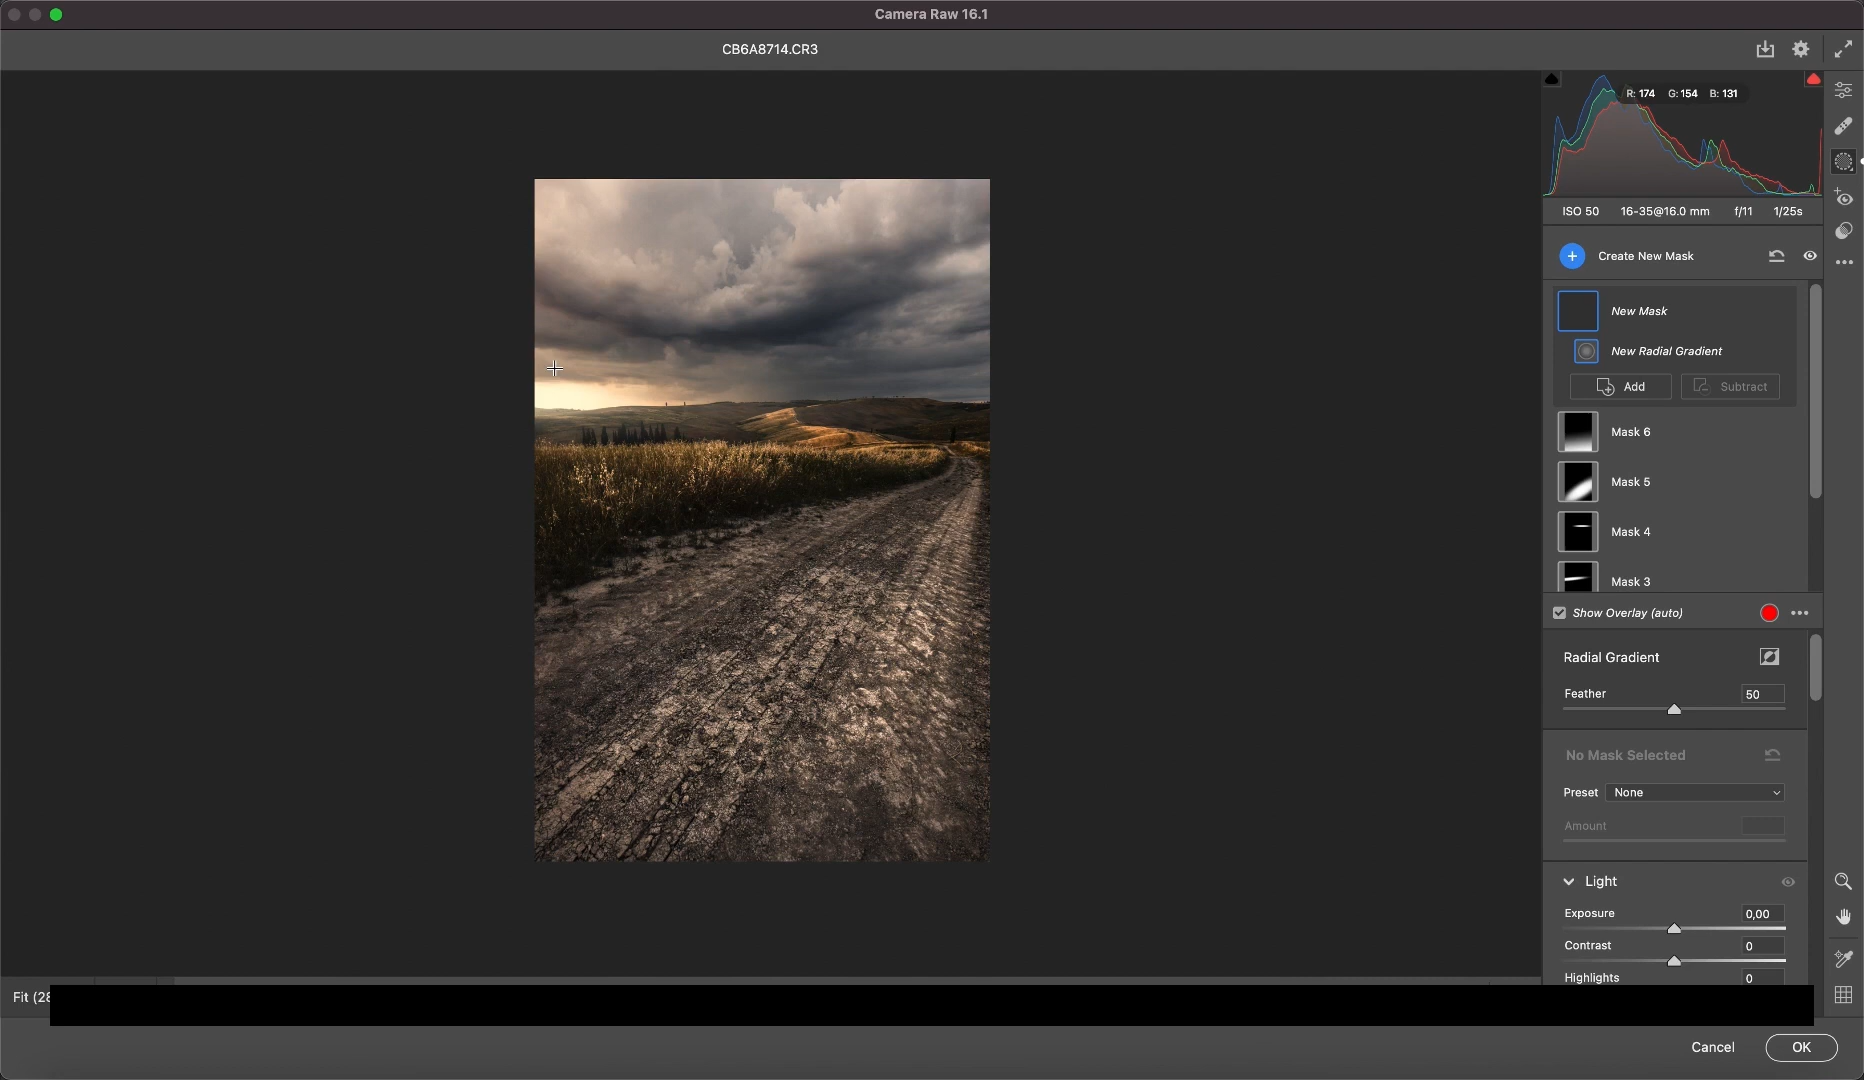 Camera Raw 16.1
CB6A8714.CR3
R: 174 G: 154 B: 131
ISO 50 16-35@16.0 mm f/11 1/25s
Create New Mask
New Mask
New Radial Gradient
Add Subtract
Mask 6
Mask 5
Mask 4
Mask 3
Show Overlay (auto)
Radial Gradient
Feather 50
No Mask Selected
Preset None
Amount
Light
Exposure 0,00
Contrast 0
Highlights 0
Fit (28
Cancel OK